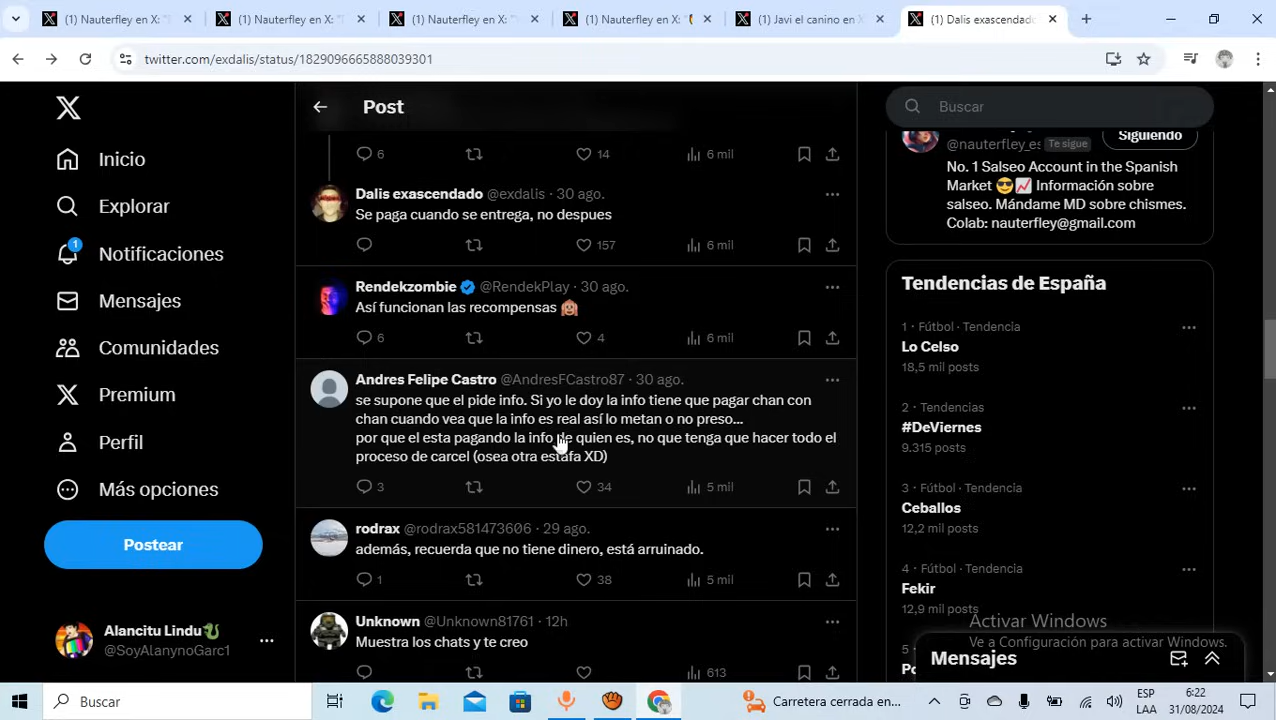 (1) Nauterfley en X: "
(1) Nauterfley en X: "
(1) Nauterfley en X: "
(1) Nauterfley en X: "
(1) Javi el canino en X
(1) Dalis exascendado
twitter.com/exdalis/status/1829096665888039301
Inicio
Explorar
1
Notificaciones
Mensajes
Comunidades
Premium
Perfil
Más opciones
Postear
Alancitu Lindu🐍
@SoyAlanynoGarc1
Post
6 14 6 mil
Dalis exascendado @exdalis · 30 ago.
Se paga cuando se entrega, no despues
157 6 mil
Rendekzombie @RendekPlay · 30 ago.
Así funcionan las recompensas 🙉
6 4 6 mil
Andres Felipe Castro @AndresFCastro87 · 30 ago.
se supone que el pide info. Si yo le doy la info tiene que pagar chan con
chan cuando vea que la info es real así lo metan o no preso...
por que el esta pagando la info de quien es, no que tenga que hacer todo el
proceso de carcel (osea otra estafa XD)
3 34 5 mil
rodrax @rodrax581473606 · 29 ago.
además, recuerda que no tiene dinero, está arruinado.
1 38 5 mil
Unknown @Unknown81761 · 12h
Muestra los chats y te creo
613
Buscar
@nauterfley_es Te sigue
Siguiendo
No. 1 Salseo Account in the Spanish
Market 😎📈 Información sobre
salseo. Mándame MD sobre chismes.
Colab: nauterfley@gmail.com
Tendencias de España
1 · Fútbol · Tendencia
Lo Celso
18,5 mil posts
2 · Tendencias
#DeViernes
9.315 posts
3 · Fútbol · Tendencia
Ceballos
12,2 mil posts
4 · Fútbol · Tendencia
Fekir
12,9 mil posts
5
Activar Windows
Ve a Configuración para activar Windows.
Mensajes
Buscar
Carretera cerrada en...
ESP
LAA
6:22
31/08/2024